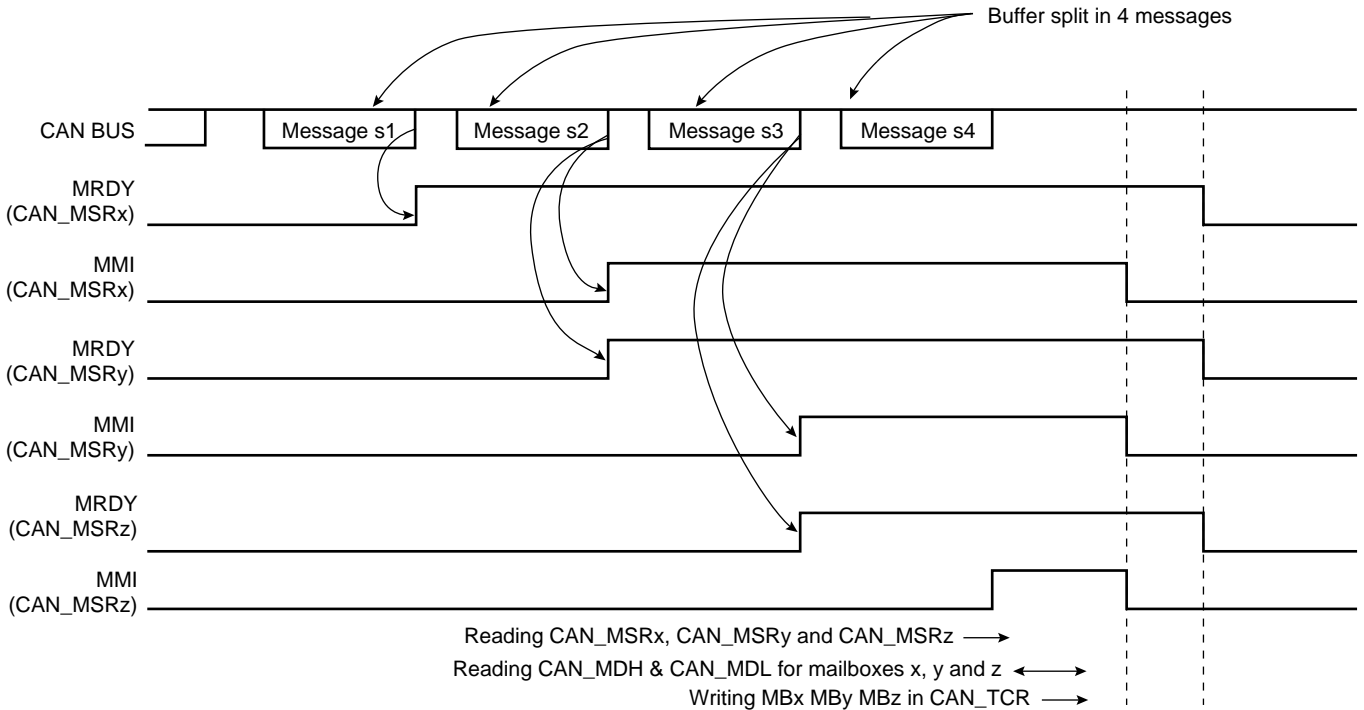 Buffer split in 4 messages
CAN BUS
Message s1
Message s2
Message s3
Message s4
MRDY
(CAN_MSRx)
MMI
(CAN_MSRx)
MRDY
(CAN_MSRy)
MMI
(CAN_MSRy)
MRDY
(CAN_MSRz)
MMI
(CAN_MSRz)
Reading CAN_MSRx, CAN_MSRy and CAN_MSRz
Reading CAN_MDH & CAN_MDL for mailboxes x, y and z
Writing MBx MBy MBz in CAN_TCR